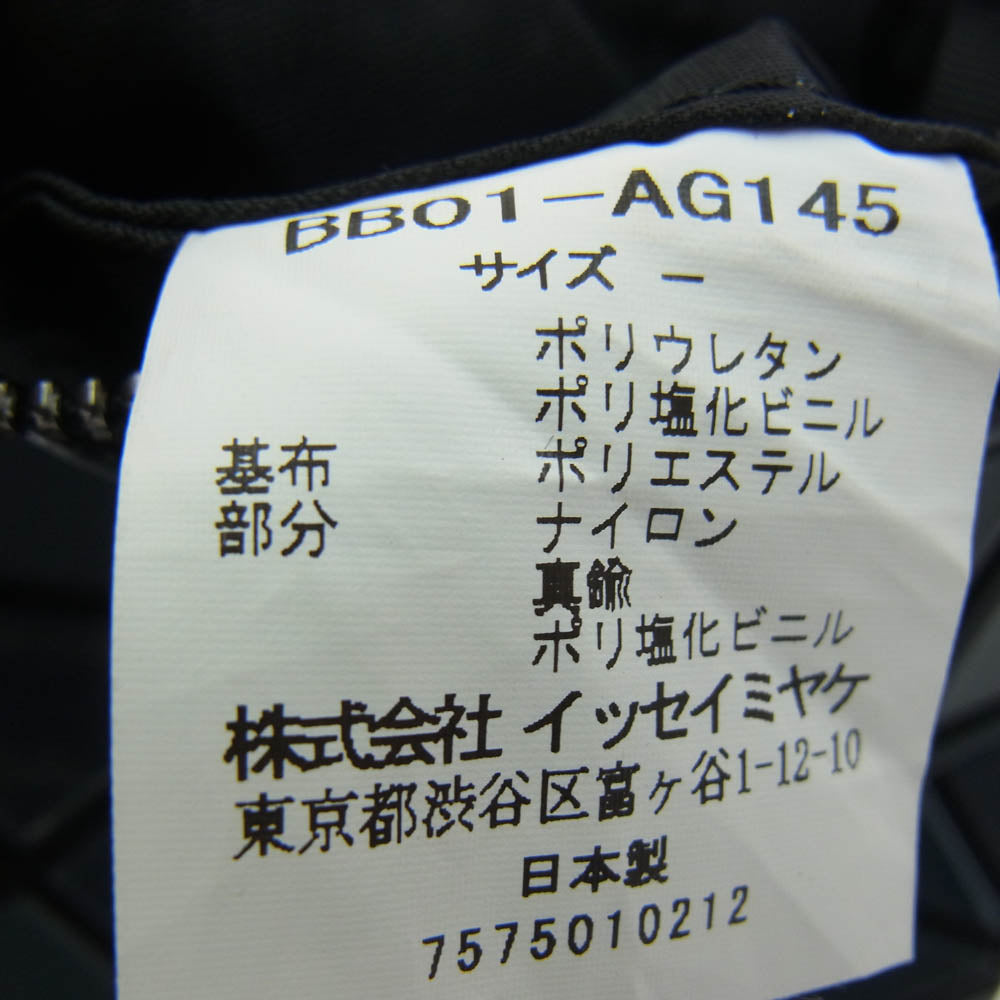 BB01-AG145
サイズ -
ポリウレタン
ポリ塩化ビニル
基布 ポリエステル
部分 ナイロン
真鍮
ポリ塩化ビニル
株式会社 イッセイミヤケ
東京都渋谷区富ヶ谷1-12-10
日本製
7575010212